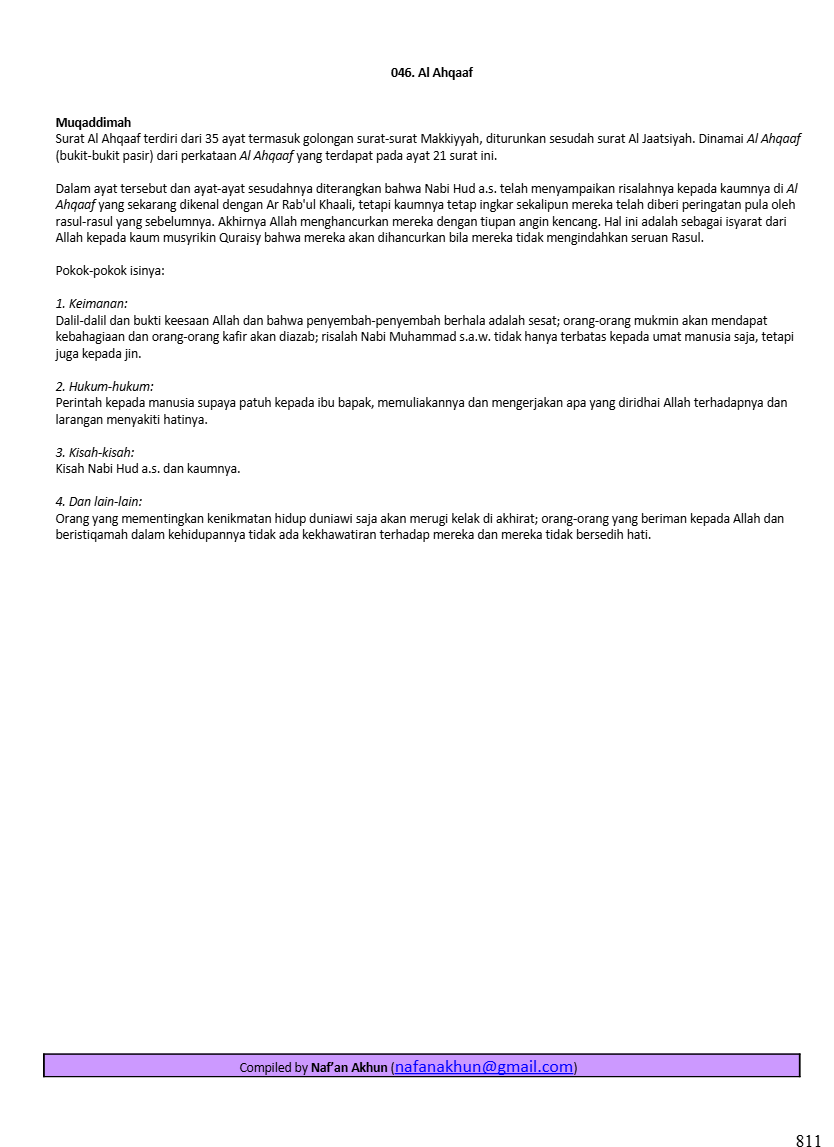 046. Al Ahqaaf
Muqaddimah
Surat Al Ahqaaf terdiri dari 35 ayat termasuk golongan surat-surat Makkiyyah, diturunkan sesudah surat Al Jaatsiyah. Dinamai Al Ahqaaf
(bukit-bukit pasir) dari perkataan Al Ahqaaf yang terdapat pada ayat 21 surat ini.
Dalam ayat tersebut dan ayat-ayat sesudahnya diterangkan bahwa Nabi Hud a.s. telah menyampaikan risalahnya kepada kaumnya di Al
Ahqaaf yang sekarang dikenal dengan Ar Rab'ul Khaali, tetapi kaumnya tetap ingkar sekalipun mereka telah diberi peringatan pula oleh
rasul-rasul yang sebelumnya. Akhirnya Allah menghancurkan mereka dengan tiupan angin kencang. Hal ini adalah sebagai isyarat dari
Allah kepada kaum musyrikin Quraisy bahwa mereka akan dihancurkan bila mereka tidak mengindahkan seruan Rasul.
Pokok-pokok isinya:
1. Keimanan:
Dalil-dalil dan bukti keesaan Allah dan bahwa penyembah-penyembah berhala adalah sesat; orang-orang mukmin akan mendapat
kebahagiaan dan orang-orang kafir akan diazab; risalah Nabi Muhammad s.a.w. tidak hanya terbatas kepada umat manusia saja, tetapi
juga kepada jin.
2. Hukum-hukum:
Perintah kepada manusia supaya patuh kepada ibu bapak, memuliakannya dan mengerjakan apa yang diridhai Allah terhadapnya dan
larangan menyakiti hatinya.
3. Kisah-kisah:
Kisah Nabi Hud a.s. dan kaumnya.
4. Dan lain-lain:
Orang yang mementingkan kenikmatan hidup duniawi saja akan merugi kelak di akhirat; orang-orang yang beriman kepada Allah dan
beristiqamah dalam kehidupannya tidak ada kekhawatiran terhadap mereka dan mereka tidak bersedih hati.
Compiled by Naf’an Akhun (nafanakhun@gmail.com)
811